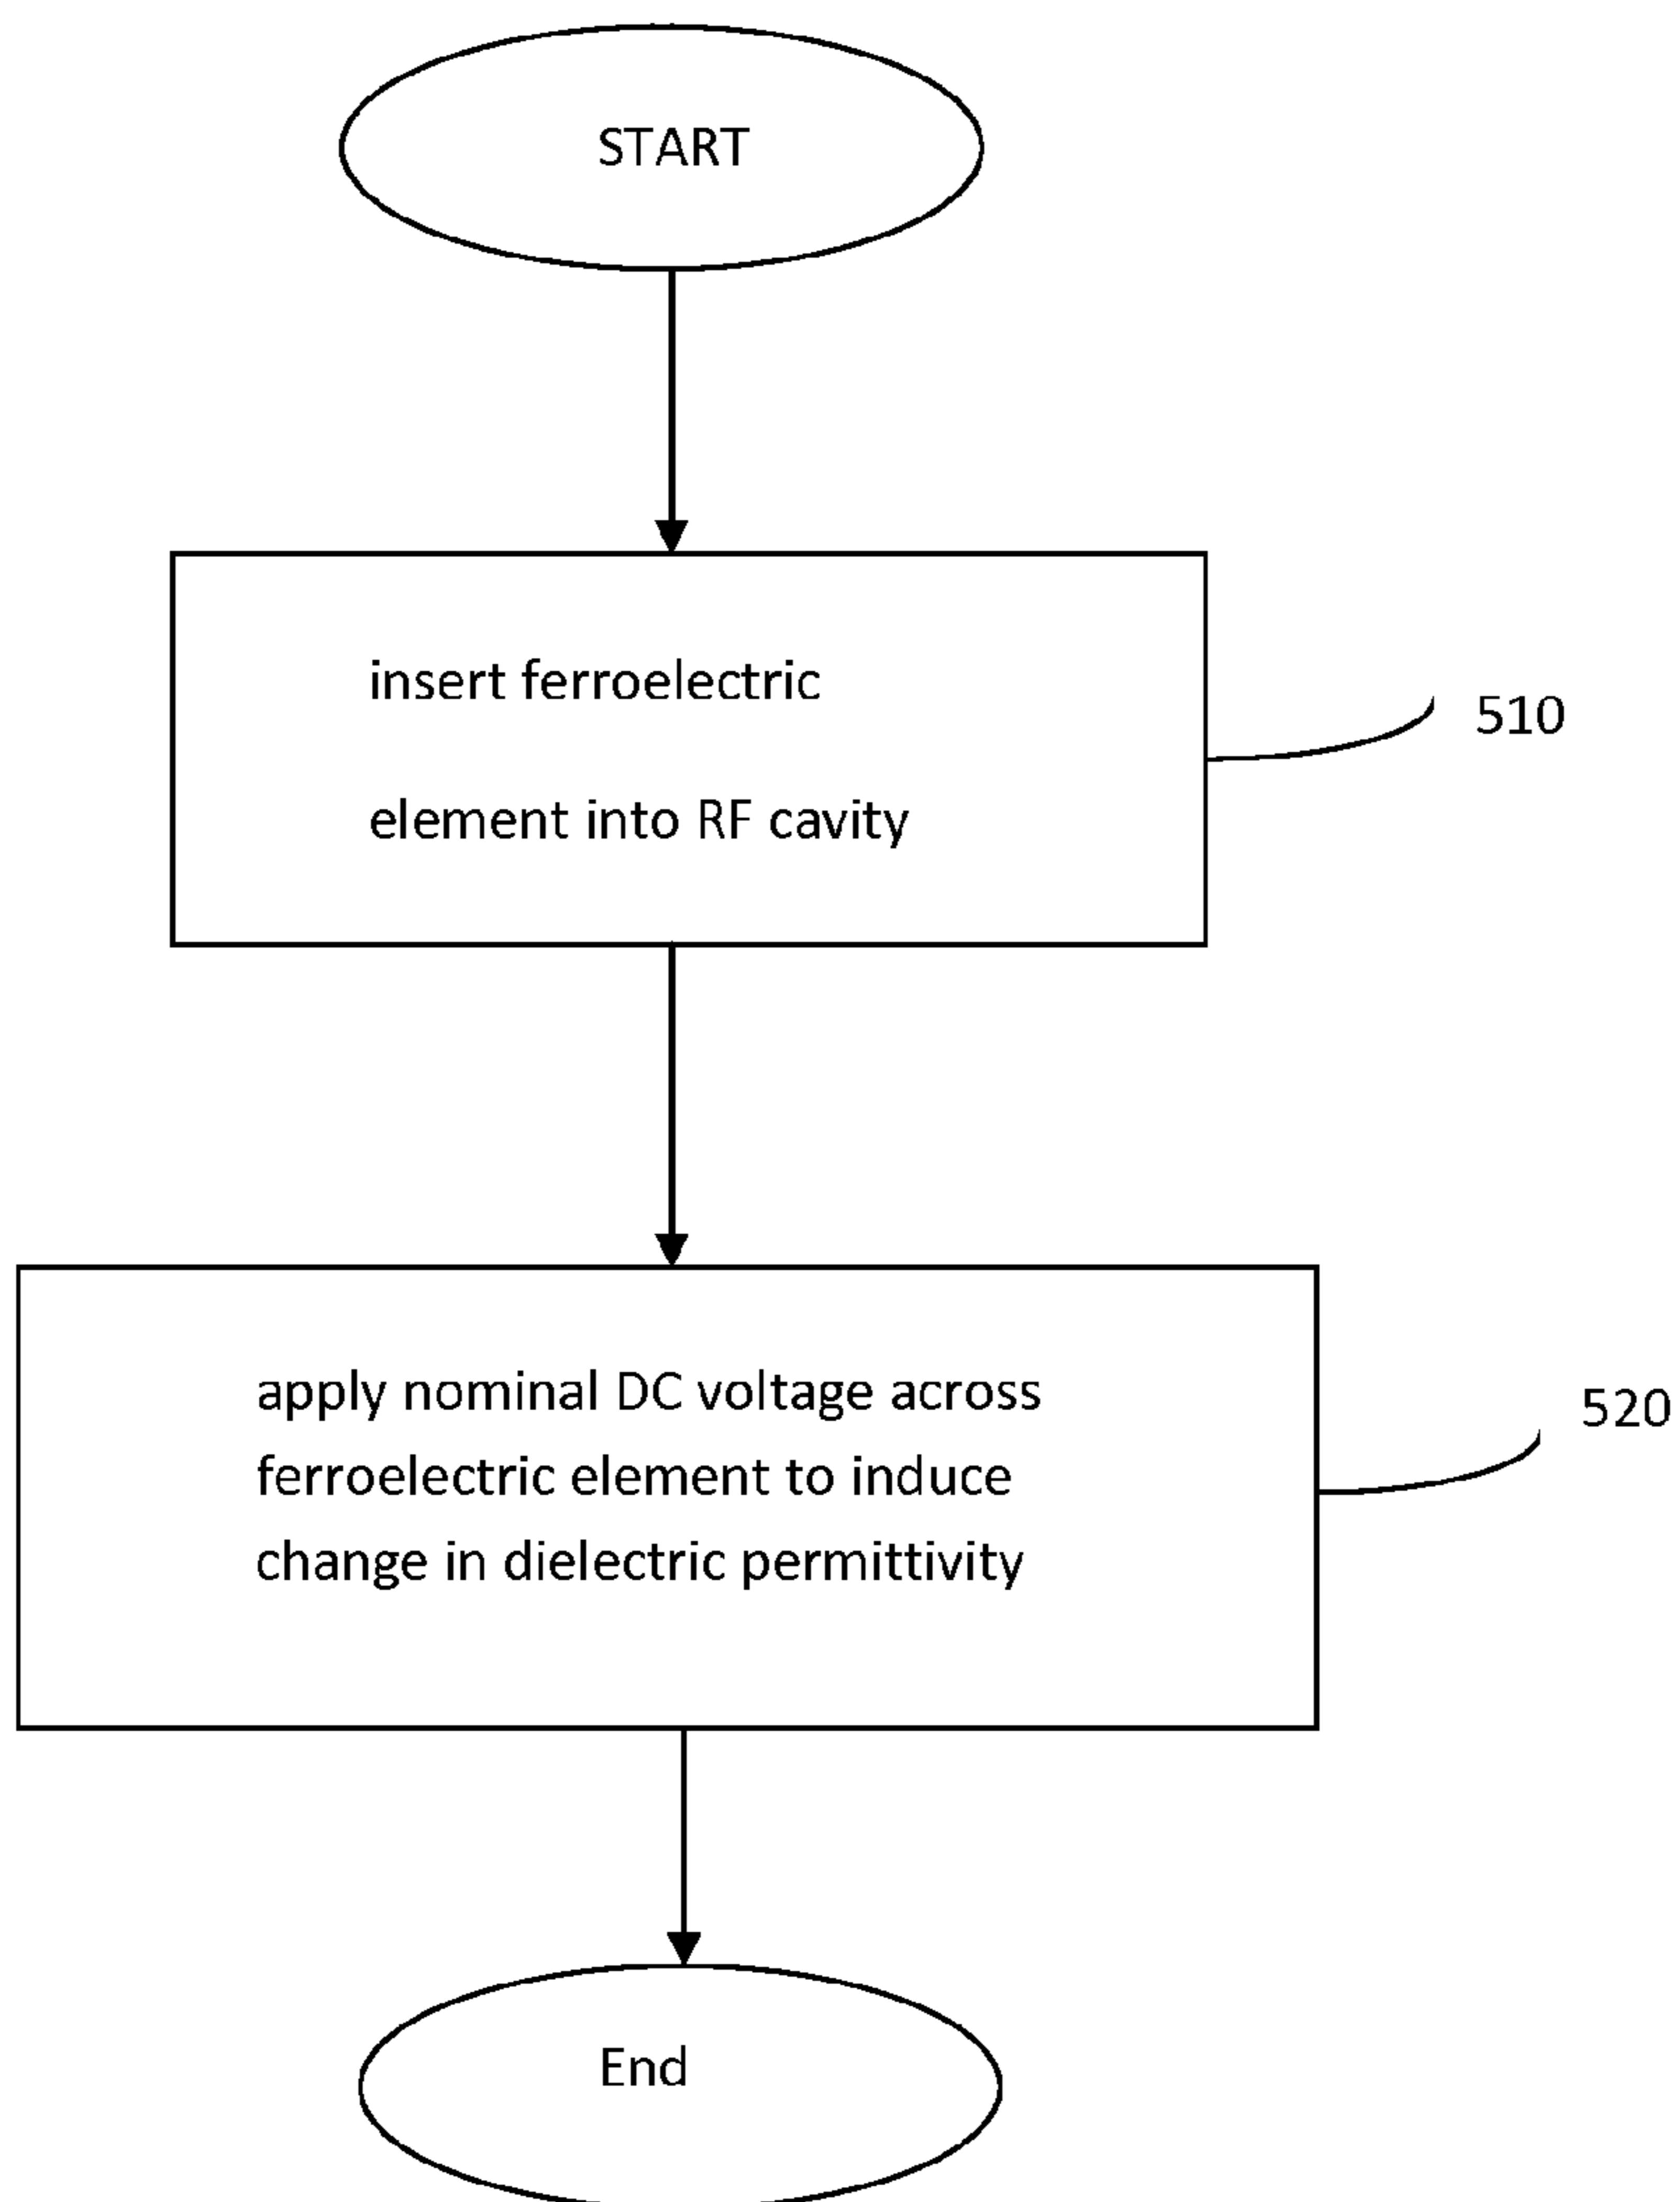 START
insert ferroelectric
element into RF cavity
510
apply nominal DC voltage across
ferroelectric element to induce
change in dielectric permittivity
520
End